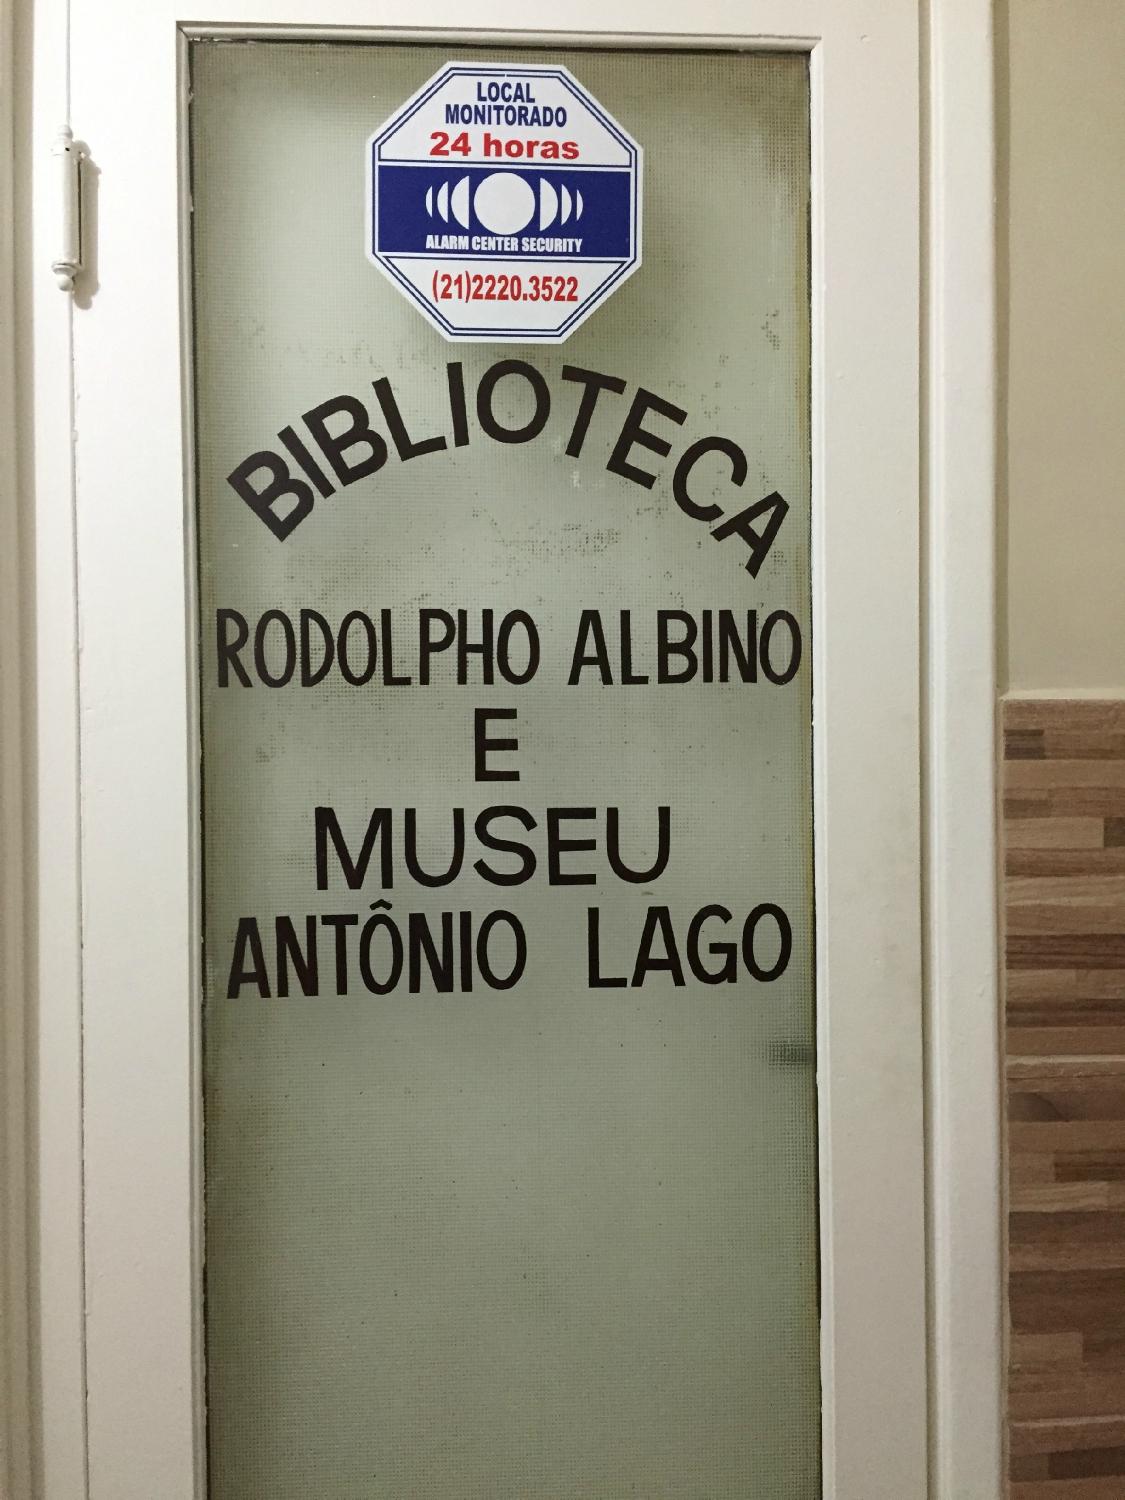 LOCAL
MONITORADO
24 horas
ALARM CENTER SECURITY
(21)2220.3522
BIBLIOTECA
RODOLPHO ALBINO
E
MUSEU
ANTÔNIO LAGO